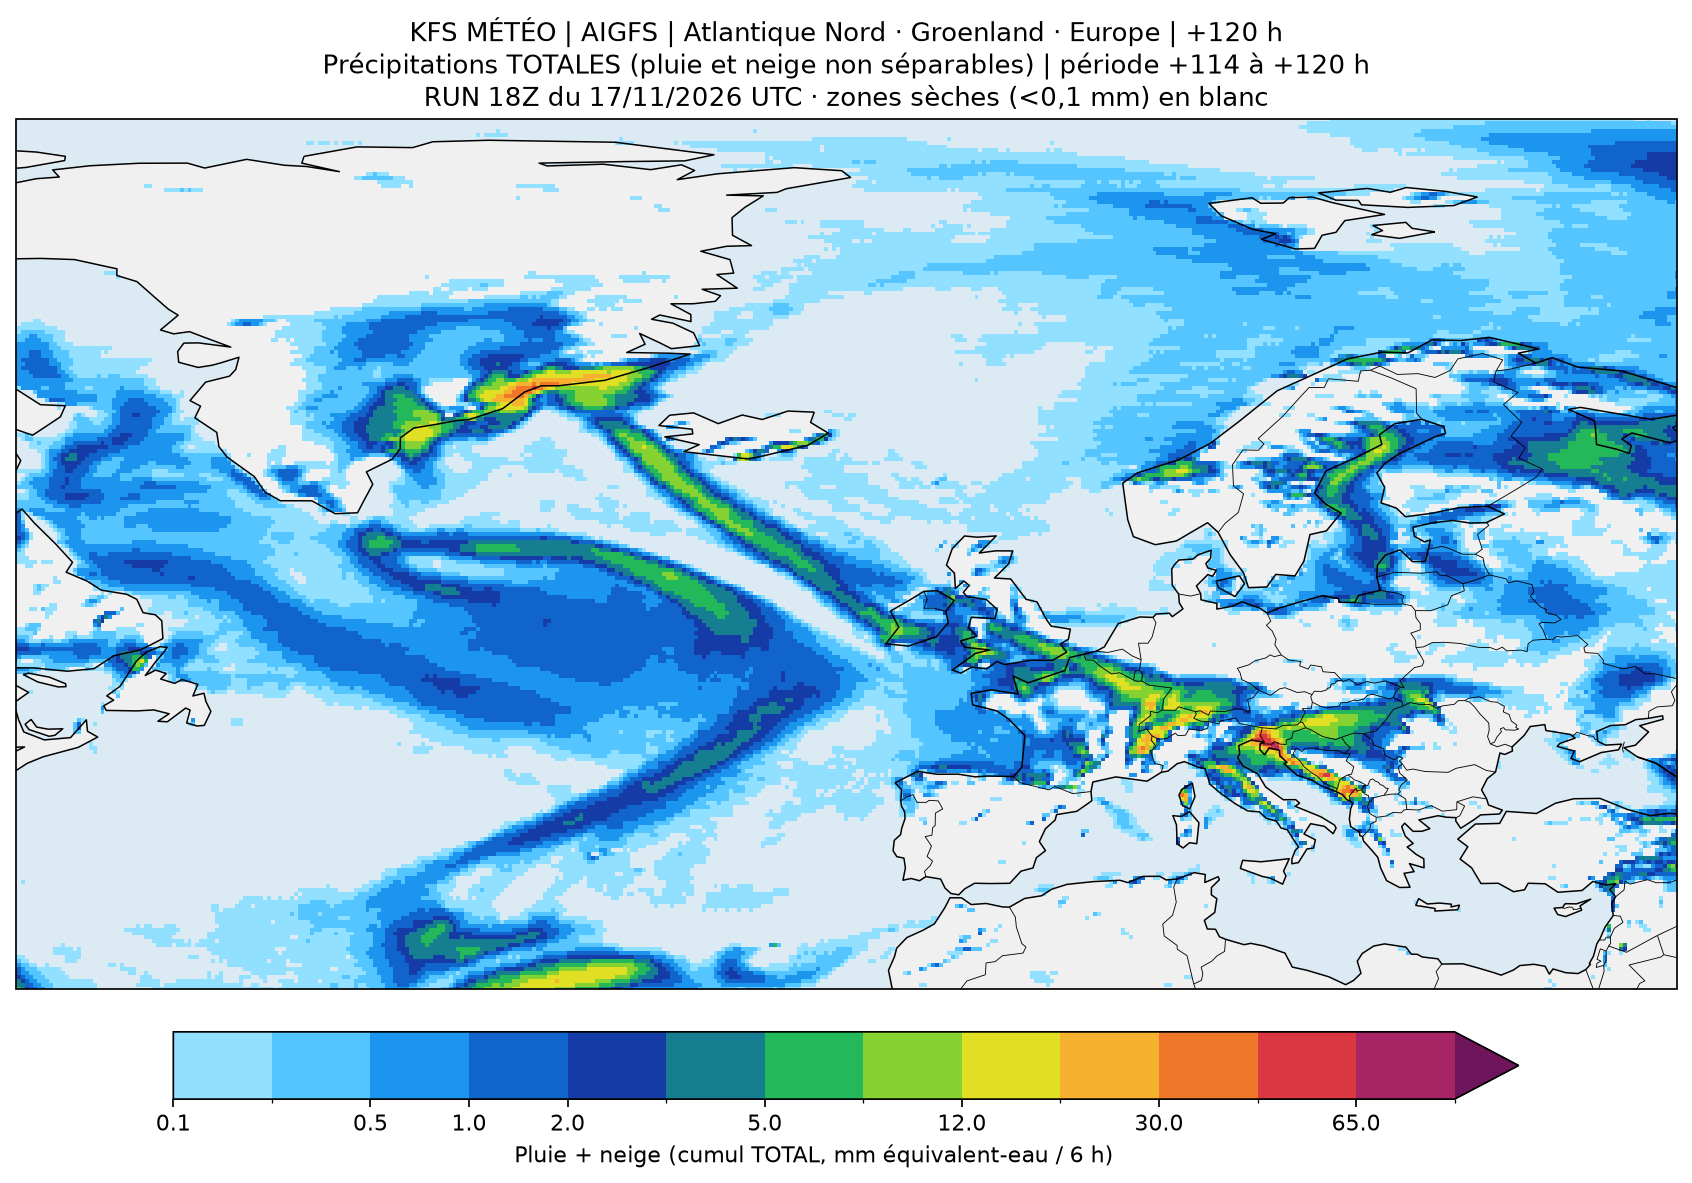 KFS MÉTÉO | AIGFS | Atlantique Nord · Groenland · Europe | +120 h
Précipitations TOTALES (pluie et neige non séparables) | période +114 à +120 h
RUN 18Z du 17/11/2026 UTC · zones sèches (<0,1 mm) en blanc
0.1 0.5 1.0 2.0 5.0 12.0 30.0 65.0
Pluie + neige (cumul TOTAL, mm équivalent-eau / 6 h)